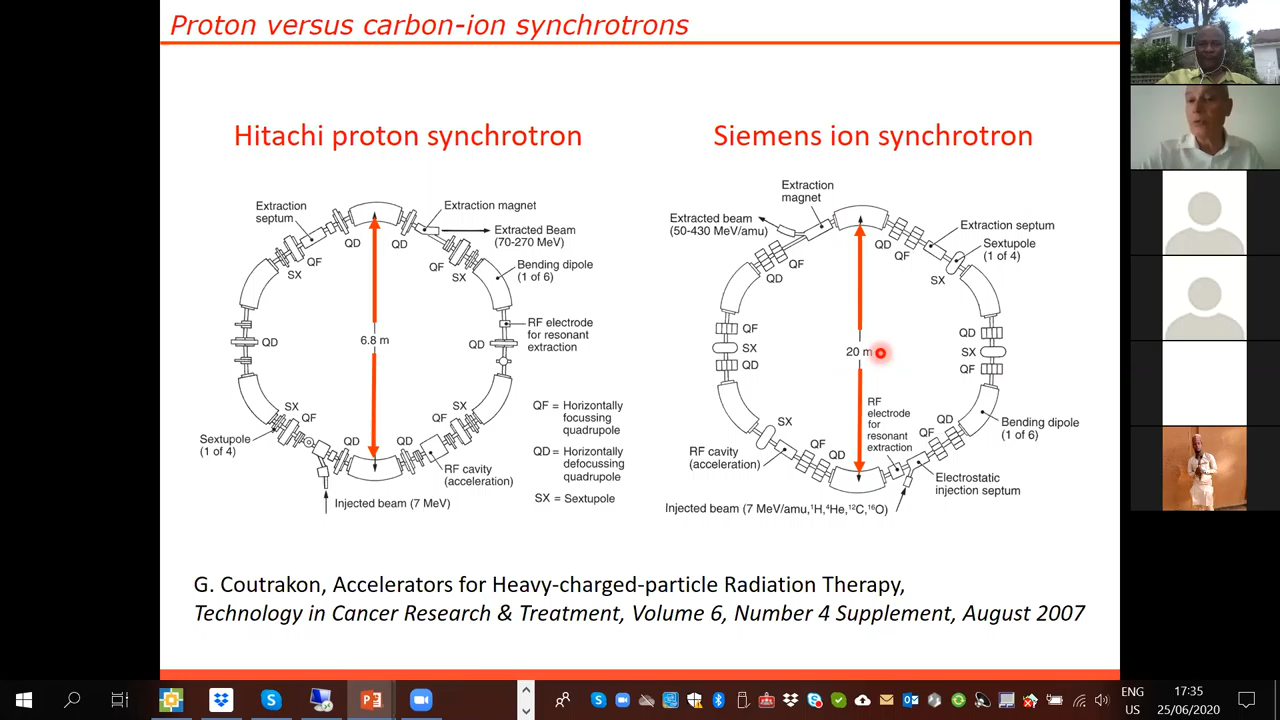 Proton versus carbon-ion synchrotrons
Hitachi proton synchrotron
Extraction
septum
Extraction magnet
Extracted Beam
(70-270 MeV)
QD
QD
QF
SX
QF
SX
Bending dipole
(1 of 6)
RF electrode
for resonant
extraction
QD
6.8 m
QD
SX
QF
QF
SX
Sextupole
(1 of 4)
QD
QD
RF cavity
(acceleration)
Injected beam (7 MeV)
QF = Horizontally
focussing
quadrupole
QD = Horizontally
defocussing
quadrupole
SX = Sextupole
Siemens ion synchrotron
Extraction
magnet
Extracted beam
(50-430 MeV/amu)
Extraction septum
Sextupole
(1 of 4)
QD
QF
QF
QD
SX
QF
SX
QD
QD
SX
QF
20 m
RF
electrode
for
resonant
extraction
SX
QF
QD
QD
QF
Bending dipole
(1 of 6)
RF cavity
(acceleration)
Electrostatic
injection septum
Injected beam (7 MeV/amu,¹H,⁴He,¹²C,¹⁶O)
G. Coutrakon, Accelerators for Heavy-charged-particle Radiation Therapy,
Technology in Cancer Research & Treatment, Volume 6, Number 4 Supplement, August 2007
ENG
US
17:35
25/06/2020